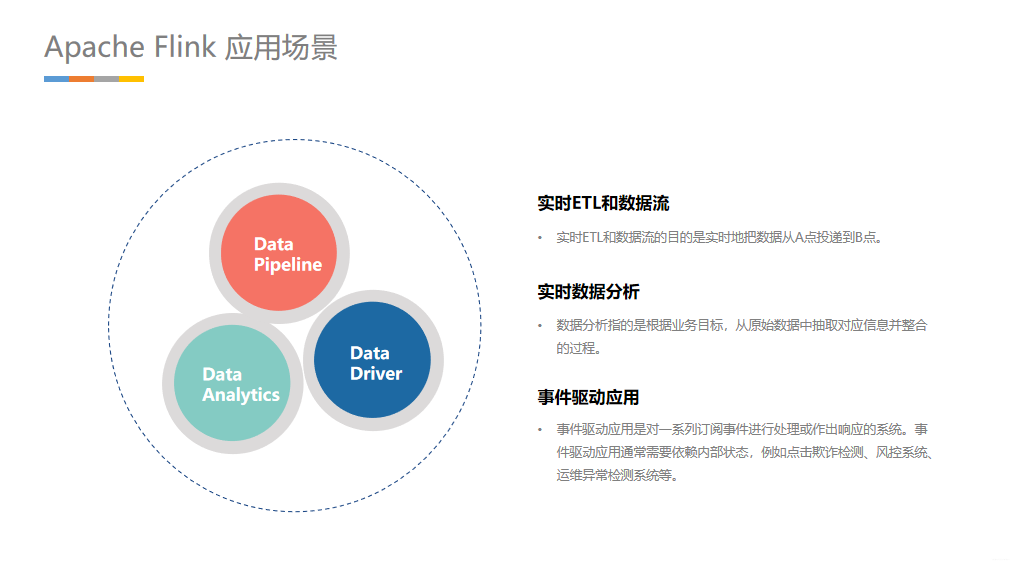 Apache Flink 应用场景
Data
Pipeline
Data
Driver
Data
Analytics
实时ETL和数据流
• 实时ETL和数据流的目的是实时地把数据从A点投递到B点。
实时数据分析
• 数据分析指的是根据业务目标，从原始数据中抽取对应信息并整合
的过程。
事件驱动应用
• 事件驱动应用是对一系列订阅事件进行处理或作出响应的系统。事
件驱动应用通常需要依赖内部状态，例如点击欺诈检测、风控系统、
运维异常检测系统等。